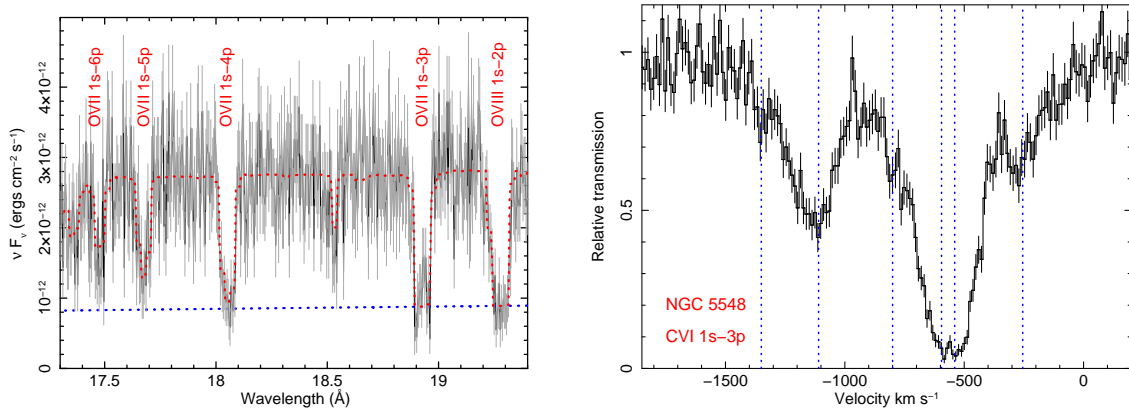 OVII 1s−6p
OVII 1s−5p
OVII 1s−4p
OVII 1s−3p
OVIII 1s−2p
ν Fν (ergs cm−2 s−1)
4×10−12
3×10−12
2×10−12
10−12
0
17.5 18 18.5 19
Wavelength (Å)
Relative transmission
1
0.5
0
NGC 5548
CVI 1s−3p
−1500 −1000 −500 0
Velocity km s−1